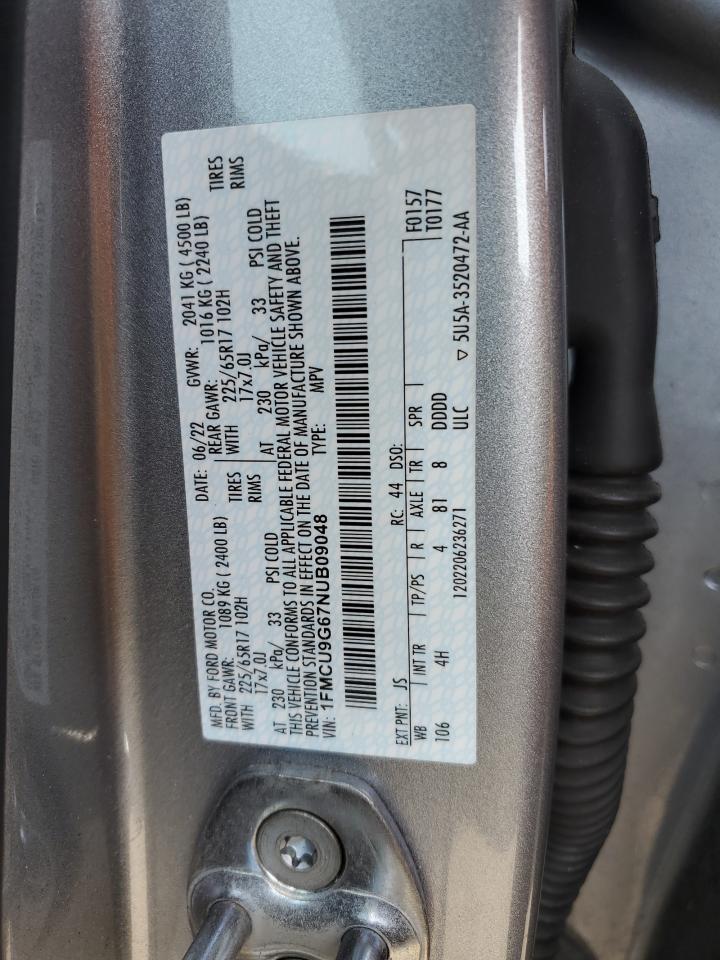 MFD. BY FORD MOTOR CO.
DATE: 06/22 GVWR: 2041 KG ( 4500 LB)
FRONT GAWR: 1089 KG ( 2400 LB) REAR GAWR: 1016 KG ( 2240 LB)
WITH 225/65R17 102H TIRES WITH 225/65R17 102H TIRES
17x7.0J RIMS 17x7.0J RIMS
AT 230 kPa/ 33 PSI COLD AT 230 kPa/ 33 PSI COLD
THIS VEHICLE CONFORMS TO ALL APPLICABLE FEDERAL MOTOR VEHICLE SAFETY AND THEFT
PREVENTION STANDARDS IN EFFECT ON THE DATE OF MANUFACTURE SHOWN ABOVE.
VIN: 1FMCU9G67NUB09048 TYPE: MPV
EXT PNT: JS RC: 44 DSO: F0157
WB INT TR TP/PS R AXLE TR SPR T0177
106 4H 4 81 8 DDDD
1202206236271 ULC ▽ 5U5A-3520472-AA